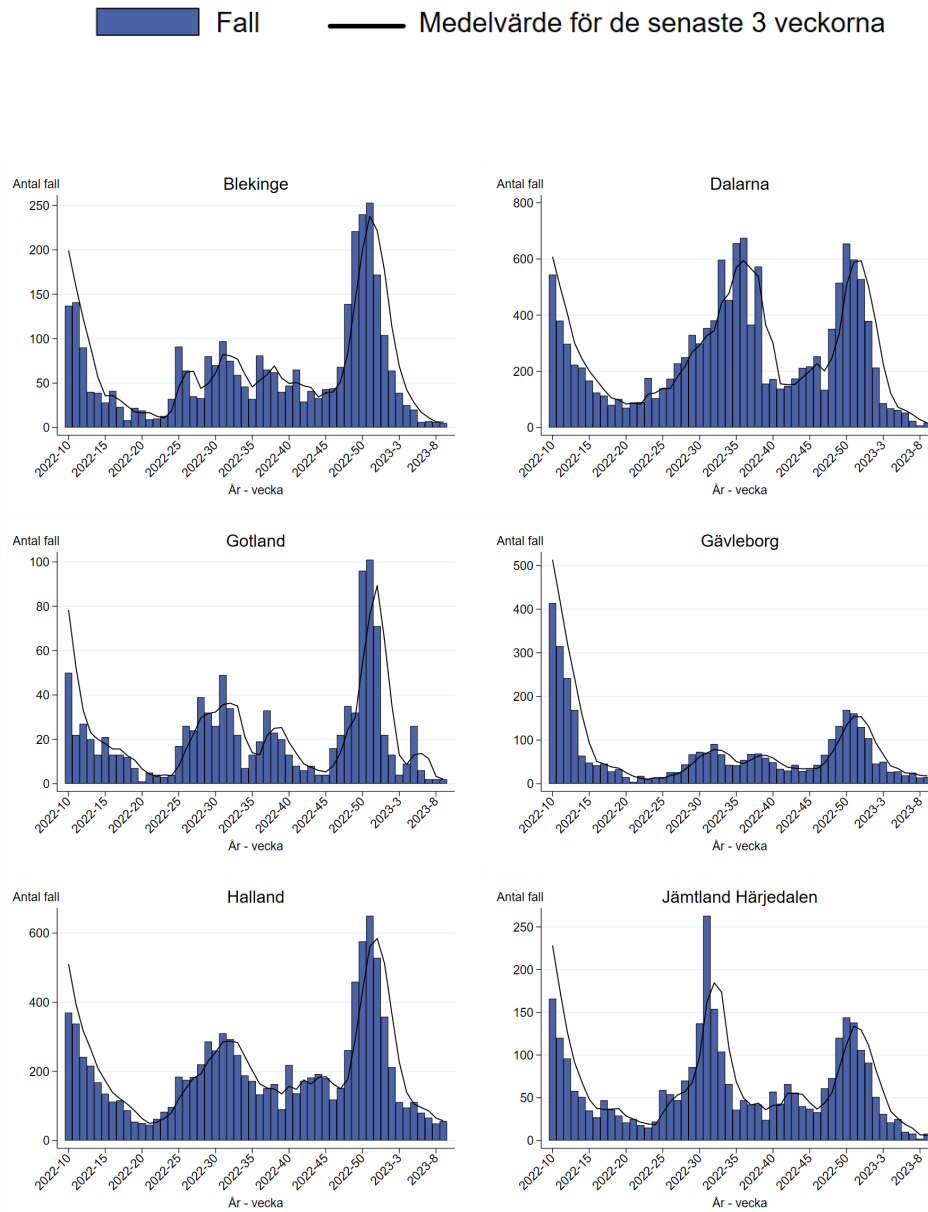 Fall Medelvärde för de senaste 3 veckorna
Antal fall
Blekinge
250
200
150
100
50
0
2022-10 2022-15 2022-20 2022-25 2022-30 2022-35 2022-40 2022-45 2022-50 2023-3 2023-8
År - vecka
Antal fall
Dalarna
800
600
400
200
0
2022-10 2022-15 2022-20 2022-25 2022-30 2022-35 2022-40 2022-45 2022-50 2023-3 2023-8
År - vecka
Antal fall
Gotland
100
80
60
40
20
0
2022-10 2022-15 2022-20 2022-25 2022-30 2022-35 2022-40 2022-45 2022-50 2023-3 2023-8
År - vecka
Antal fall
Gävleborg
500
400
300
200
100
0
2022-10 2022-15 2022-20 2022-25 2022-30 2022-35 2022-40 2022-45 2022-50 2023-3 2023-8
År - vecka
Antal fall
Halland
600
400
200
0
2022-10 2022-15 2022-20 2022-25 2022-30 2022-35 2022-40 2022-45 2022-50 2023-3 2023-8
År - vecka
Antal fall
Jämtland Härjedalen
250
200
150
100
50
0
2022-10 2022-15 2022-20 2022-25 2022-30 2022-35 2022-40 2022-45 2022-50 2023-3 2023-8
År - vecka